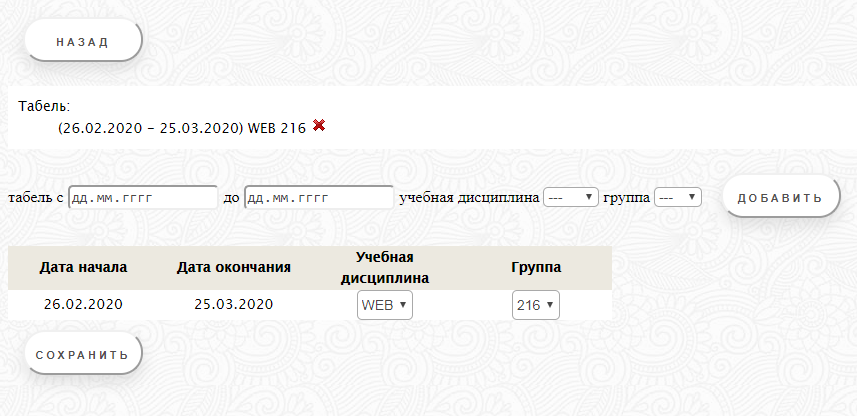 НАЗАД
Табель:
(26.02.2020 - 25.03.2020) WEB 216
табель с дд.мм.гггг до дд.мм.гггг учебная дисциплина --- группа --- ДОБАВИТЬ
Дата начала Дата окончания Учебная дисциплина Группа
26.02.2020 25.03.2020 WEB 216
СОХРАНИТЬ